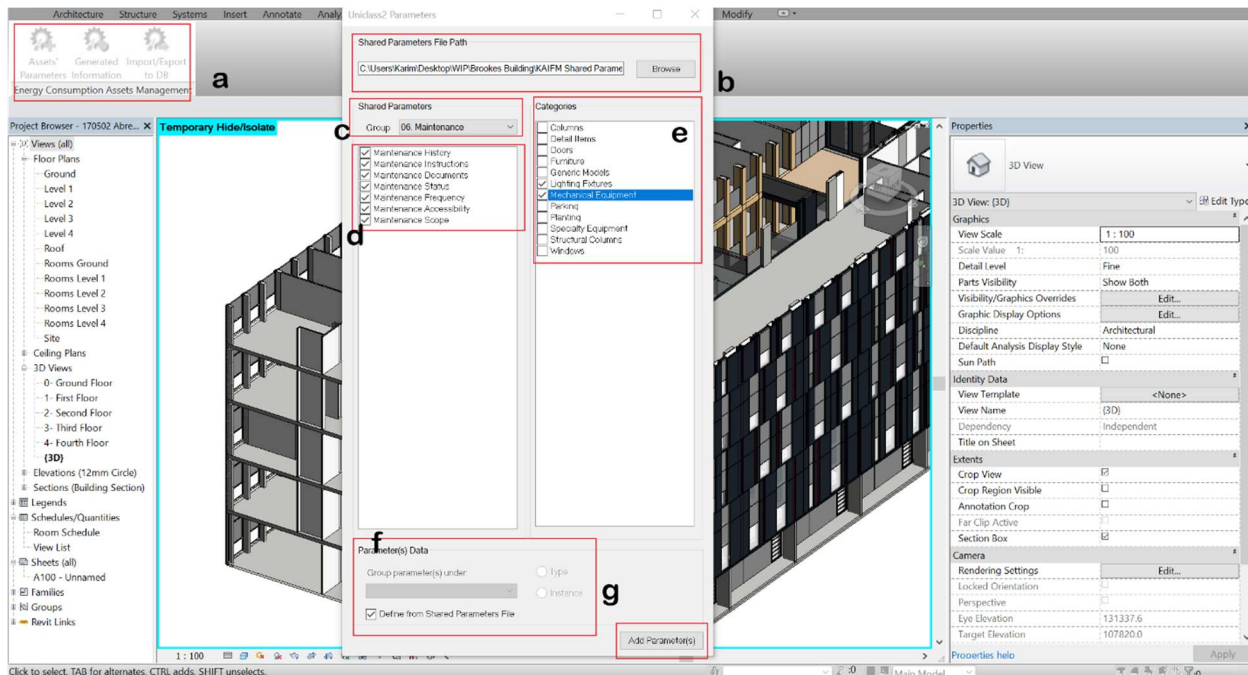 Architecture Structure Systems Insert Annotate Analy
Uniclass2 Parameters
Modify
Assets' Parameters
Generated Information
Import/Export to DB
Energy Consumption Assets Management
a
Shared Parameters File Path
C:\Users\Karim\Desktop\WIP\Brookes Building\KAIFM Shared Parame
Browse
b
Shared Parameters
c
Group 06. Maintenance
Maintenance History
Maintenance Instructions
Maintenance Documents
Maintenance Status
Maintenance Frequency
Maintenance Accessibility
Maintenance Scope
d
Categories
e
Columns
Detail Items
Doors
Furniture
Generic Models
Lighting Fixtures
Mechanical Equipment
Parking
Planting
Specialty Equipment
Structural Columns
Windows
f
Parameter(s) Data
Group parameter(s) under
Type
Instance
Define from Shared Parameters File
g
Add Parameter(s)
Project Browser - 170502 Abre...
Views (all)
Floor Plans
Ground
Level 1
Level 2
Level 3
Level 4
Roof
Rooms Ground
Rooms Level 1
Rooms Level 2
Rooms Level 3
Rooms Level 4
Site
Ceiling Plans
3D Views
0- Ground Floor
1- First Floor
2- Second Floor
3- Third Floor
4- Fourth Floor
{3D}
Elevations (12mm Circle)
Sections (Building Section)
Legends
Schedules/Quantities
Room Schedule
View List
Sheets (all)
A100 - Unnamed
Families
Groups
Revit Links
Temporary Hide/Isolate
Properties
3D View
3D View: {3D}
Edit Type
Graphics
View Scale 1 : 100
Scale Value 1: 100
Detail Level Fine
Parts Visibility Show Both
Visibility/Graphics Overrides Edit...
Graphic Display Options Edit...
Discipline Architectural
Default Analysis Display Style None
Sun Path
Identity Data
View Template <None>
View Name {3D}
Dependency Independent
Title on Sheet
Extents
Crop View
Crop Region Visible
Annotation Crop
Far Clip Active
Section Box
Camera
Rendering Settings Edit...
Locked Orientation
Perspective
Eye Elevation 131337.6
Target Elevation 107820.0
Properties help
Apply
1 : 100
Click to select, TAB for alternates, CTRL adds, SHIFT unselects.
:0
Main Model